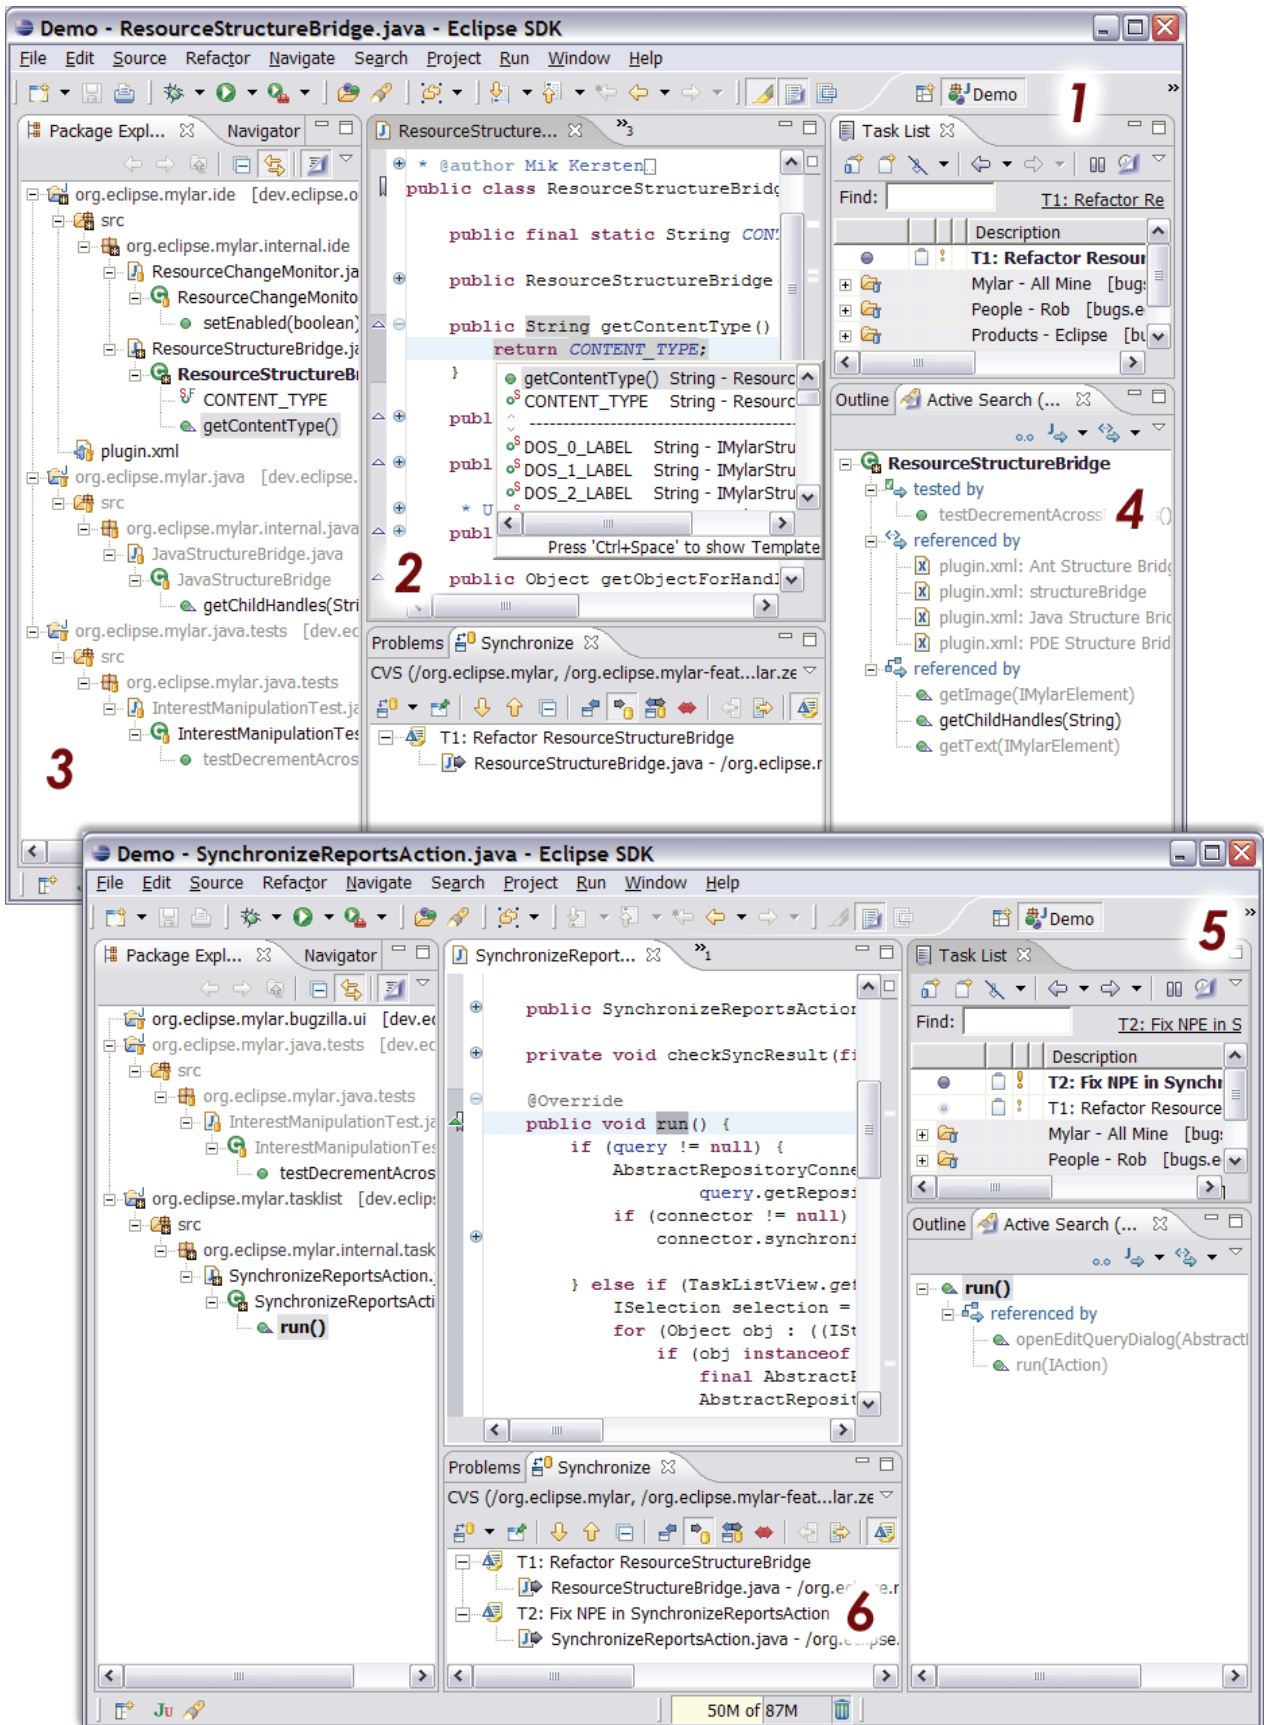 Demo - ResourceStructureBridge.java - Eclipse SDK
File Edit Source Refactor Navigate Search Project Run Window Help
Demo
1
Package Expl... Navigator
org.eclipse.mylar.ide [dev.eclipse.o
src
org.eclipse.mylar.internal.ide
ResourceChangeMonitor.ja
ResourceChangeMonito
setEnabled(boolean)
ResourceStructureBridge.ja
ResourceStructureBr
CONTENT_TYPE
getContentType()
plugin.xml
org.eclipse.mylar.java [dev.eclipse.
src
org.eclipse.mylar.internal.java
JavaStructureBridge.java
JavaStructureBridge
getChildHandles(Stri
org.eclipse.mylar.java.tests [dev.ec
src
org.eclipse.mylar.java.tests
InterestManipulationTest.ja
InterestManipulationTes
testDecrementAcros
3
ResourceStructure... »3
* @author Mik Kersten
public class ResourceStructureBridg
public final static String CONT
public ResourceStructureBridge
public String getContentType()
return CONTENT_TYPE;
}
publ
publ
* U
publ
public Object getObjectForHandl
2
getContentType() String - Resourc
CONTENT_TYPE String - Resourc
DOS_0_LABEL String - IMylarStru
DOS_1_LABEL String - IMylarStru
DOS_2_LABEL String - IMylarStru
Press 'Ctrl+Space' to show Template
Problems Synchronize
CVS (/org.eclipse.mylar, /org.eclipse.mylar-feat...lar.ze
T1: Refactor ResourceStructureBridge
ResourceStructureBridge.java - /org.eclipse.r
Task List
Find: T1: Refactor Re
Description
T1: Refactor Resour
Mylar - All Mine [bug:
People - Rob [bugs.e
Products - Eclipse [bu
Outline Active Search (...
ResourceStructureBridge
tested by
testDecrementAcross ()
4
referenced by
plugin.xml: Ant Structure Bridg
plugin.xml: structureBridge
plugin.xml: Java Structure Bric
plugin.xml: PDE Structure Brid
referenced by
getImage(IMylarElement)
getChildHandles(String)
getText(IMylarElement)
Demo - SynchronizeReportsAction.java - Eclipse SDK
File Edit Source Refactor Navigate Search Project Run Window Help
Demo
5
Package Expl... Navigator
org.eclipse.mylar.bugzilla.ui [dev.ec
org.eclipse.mylar.java.tests [dev.ec
src
org.eclipse.mylar.java.tests
InterestManipulationTest.ja
InterestManipulationTes
testDecrementAcros
org.eclipse.mylar.tasklist [dev.eclips
src
org.eclipse.mylar.internal.task
SynchronizeReportsAction.
SynchronizeReportsActi
run()
SynchronizeReport... »1
public SynchronizeReportsAction
private void checkSyncResult(fi
@Override
public void run() {
if (query != null) {
AbstractRepositoryConne
query.getReposi
if (connector != null)
connector.synchroni
} else if (TaskListView.get
ISelection selection =
for (Object obj : ((ISt
if (obj instanceof
final AbstractR
AbstractReposit
Problems Synchronize
CVS (/org.eclipse.mylar, /org.eclipse.mylar-feat...lar.ze
T1: Refactor ResourceStructureBridge
ResourceStructureBridge.java - /org.eclipse.r
T2: Fix NPE in SynchronizeReportsAction
SynchronizeReportsAction.java - /org.eclipse.
6
Task List
Find: T2: Fix NPE in S
Description
T2: Fix NPE in Synchr
T1: Refactor Resource
Mylar - All Mine [bug:
People - Rob [bugs.e
Outline Active Search (...
run()
referenced by
openEditQueryDialog(AbstractI
run(IAction)
Ju
50M of 87M